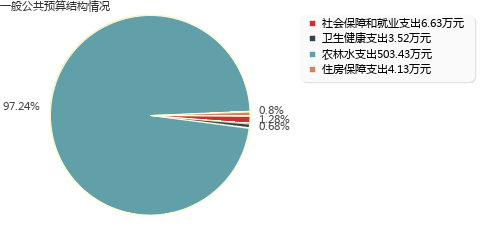 一般公共预算结构情况
社会保障和就业支出6.63万元
卫生健康支出3.52万元
农林水支出503.43万元
住房保障支出4.13万元
97.24%
0.8%
1.28%
0.68%